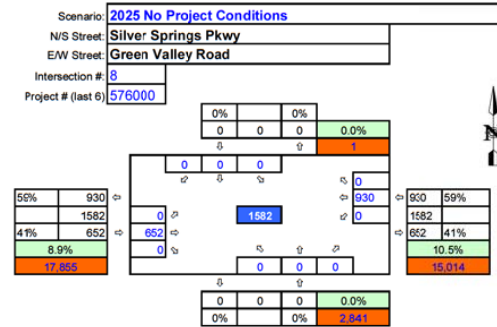 Scenario: 2025 No Project Conditions
N/S Street: Silver Springs Pkwy
E/W Street: Green Valley Road
Intersection #: 8
Project # (last 6) 576000
N
0% 0%
0 0 0 0.0%
1
0 0 0
0
59% 930 930 930 59%
1582 0 1582 0 1582
41% 652 652 652 41%
8.9% 0 10.5%
17,855 0 0 0 15,014
0 0 0 0.0%
0% 0% 2,841